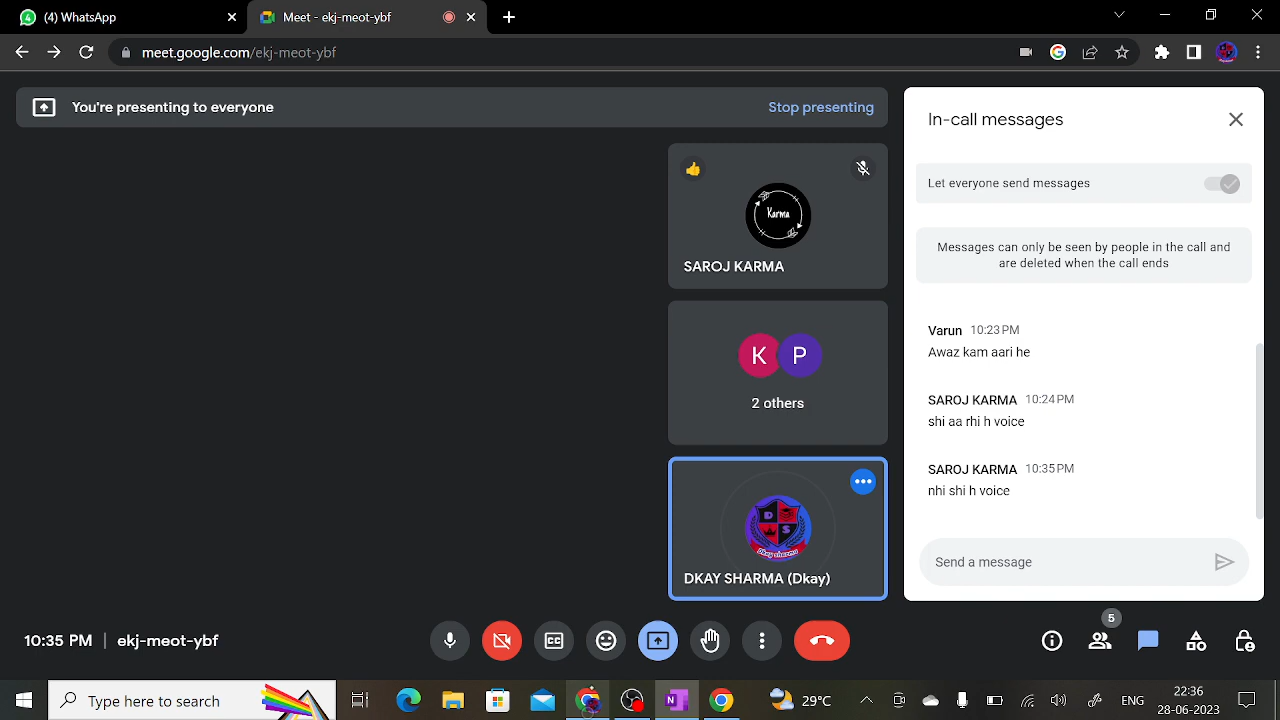 (4) WhatsApp
Meet - ekj-meot-ybf
meet.google.com/ekj-meot-ybf
You're presenting to everyone
Stop presenting
Karma
SAROJ KARMA
K P
2 others
D S
Dkay sharma
DKAY SHARMA (Dkay)
In-call messages
Let everyone send messages
Messages can only be seen by people in the call and
are deleted when the call ends
Varun 10:23 PM
Awaz kam aari he
SAROJ KARMA 10:24 PM
shi aa rhi h voice
SAROJ KARMA 10:35 PM
nhi shi h voice
Send a message
10:35 PM | ekj-meot-ybf
5
Type here to search
29°C
ENG
22:36
28-06-2023